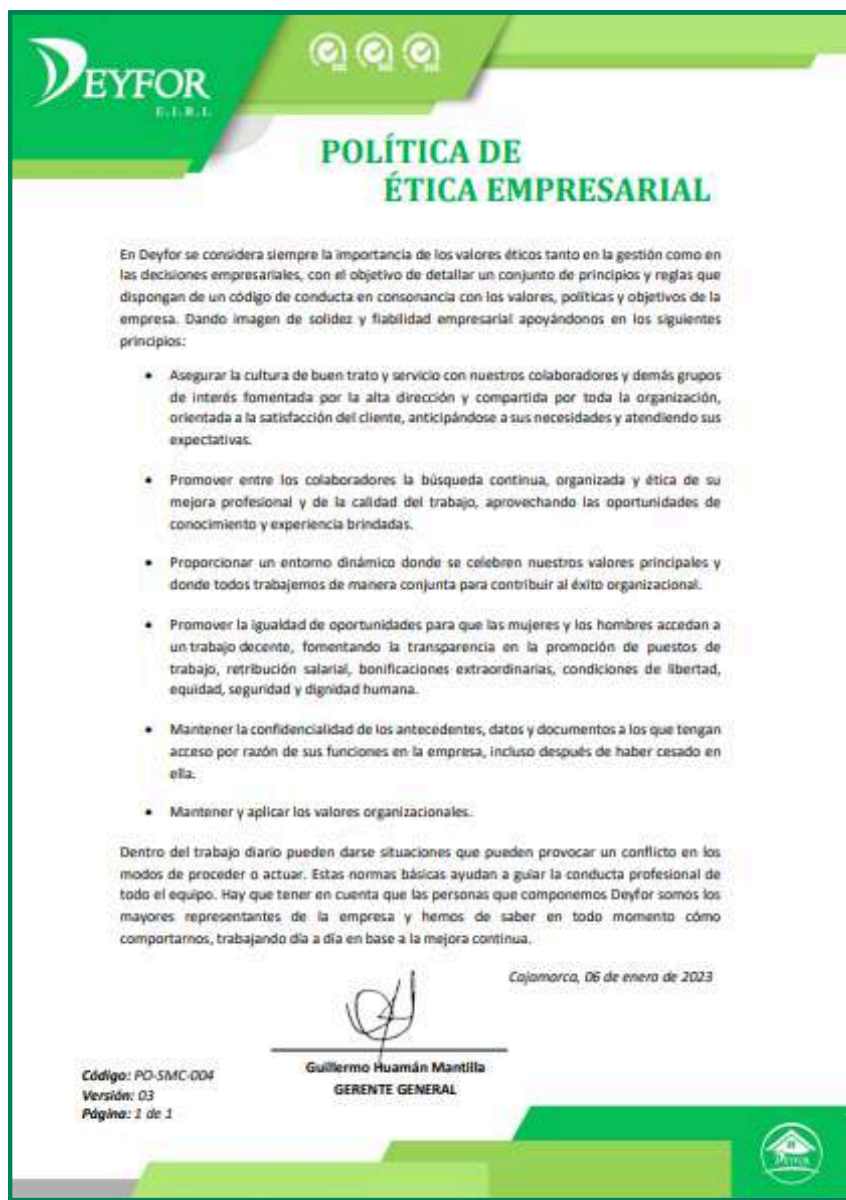 DEYFOR
E.I.R.L
POLÍTICA DE
ÉTICA EMPRESARIAL
En Deyfor se considera siempre la importancia de los valores éticos tanto en la gestión como en
las decisiones empresariales, con el objetivo de detallar un conjunto de principios y reglas que
dispongan de un código de conducta en consonancia con los valores, políticas y objetivos de la
empresa. Dando imagen de solidez y fiabilidad empresarial apoyándonos en los siguientes
principios:
• Asegurar la cultura de buen trato y servicio con nuestros colaboradores y demás grupos
de interés fomentada por la alta dirección y compartida por toda la organización,
orientada a la satisfacción del cliente, anticipándose a sus necesidades y atendiendo sus
expectativas.
• Promover entre los colaboradores la búsqueda continua, organizada y ética de su
mejora profesional y de la calidad del trabajo, aprovechando las oportunidades de
conocimiento y experiencia brindadas.
• Proporcionar un entorno dinámico donde se celebren nuestros valores principales y
donde todos trabajemos de manera conjunta para contribuir al éxito organizacional.
• Promover la igualdad de oportunidades para que las mujeres y los hombres accedan a
un trabajo decente, fomentando la transparencia en la promoción de puestos de
trabajo, retribución salarial, bonificaciones extraordinarias, condiciones de libertad,
equidad, seguridad y dignidad humana.
• Mantener la confidencialidad de los antecedentes, datos y documentos a los que tengan
acceso por razón de sus funciones en la empresa, incluso después de haber cesado en
ella.
• Mantener y aplicar los valores organizacionales.
Dentro del trabajo diario pueden darse situaciones que pueden provocar un conflicto en los
modos de proceder o actuar. Estas normas básicas ayudan a guiar la conducta profesional de
todo el equipo. Hay que tener en cuenta que las personas que componemos Deyfor somos los
mayores representantes de la empresa y hemos de saber en todo momento cómo
comportarnos, trabajando día a día en base a la mejora continua.
Cajamarca, 06 de enero de 2023
Guillermo Huamán Mantilla
GERENTE GENERAL
Código: PO-SMC-004
Versión: 03
Página: 1 de 1
DEYFOR